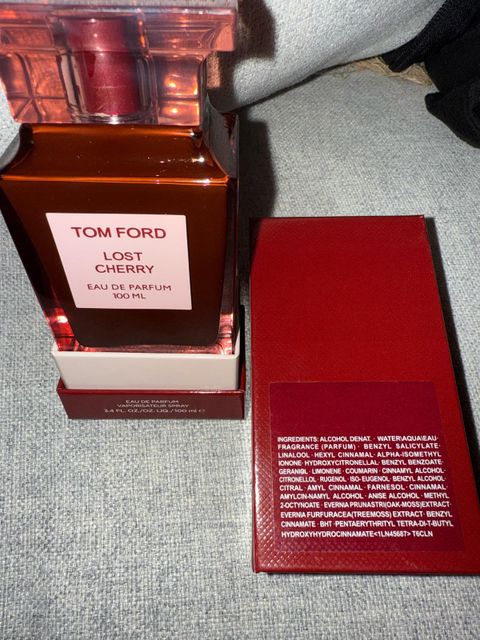 TOM FORD
LOST
CHERRY
EAU DE PARFUM
100 ML
EAU DE PARFUM
VAPORISATEUR SPRAY
3.4 FL. OZ./OZ. LIQ./100 ml ℮
INGREDIENTS: ALCOHOL DENAT. · WATER\AQUA\EAU·
FRAGRANCE (PARFUM) · BENZYL SALICYLATE·
LINALOOL · HEXYL CINNAMAL · ALPHA-ISOMETHYL
IONONE· HYDROXYCITRONELLAL· BENZYL BENZOATE·
GERANIOL · LIMONENE · COUMARIN · CINNAMYL ALCOHOL·
CITRONELLOL · RUGENOL · ISO-EUGENOL · BENZYL ALCOHOL·
CITRAL · AMYL CINNAMAL · FARNESOL · CINNAMAL·
AMYLCIN-NAMYL ALCOHOL · ANISE ALCOHOL · METHYL
2-OCTYNOATE · EVERNIA PRUNASTRI(OAK-MOSS)EXTRACT·
EVERNIA FURFURACEA(TREEMOSS) EXTRACT· BENZYL
CINNAMATE · BHT ·PENTAERYTHRITYL TETRA-DI-T-BUTYL
HYDROXYHYDROCINNAMATE<1LN45687> T6CLN